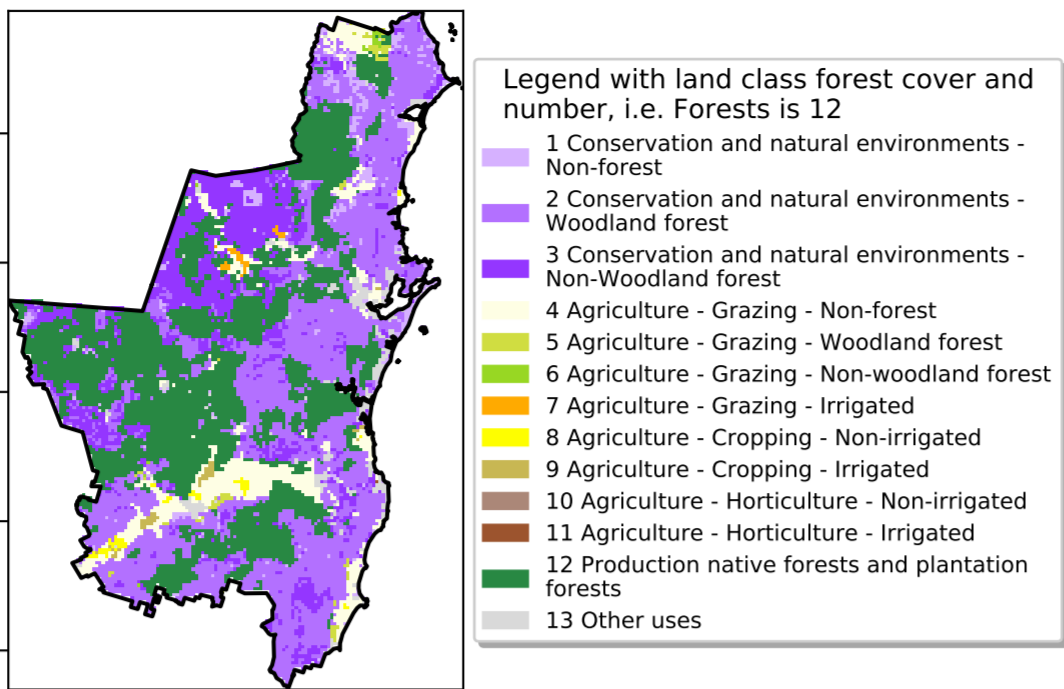 Legend with land class forest cover and
number, i.e. Forests is 12
1 Conservation and natural environments -
Non-forest
2 Conservation and natural environments -
Woodland forest
3 Conservation and natural environments -
Non-Woodland forest
4 Agriculture - Grazing - Non-forest
5 Agriculture - Grazing - Woodland forest
6 Agriculture - Grazing - Non-woodland forest
7 Agriculture - Grazing - Irrigated
8 Agriculture - Cropping - Non-irrigated
9 Agriculture - Cropping - Irrigated
10 Agriculture - Horticulture - Non-irrigated
11 Agriculture - Horticulture - Irrigated
12 Production native forests and plantation
forests
13 Other uses